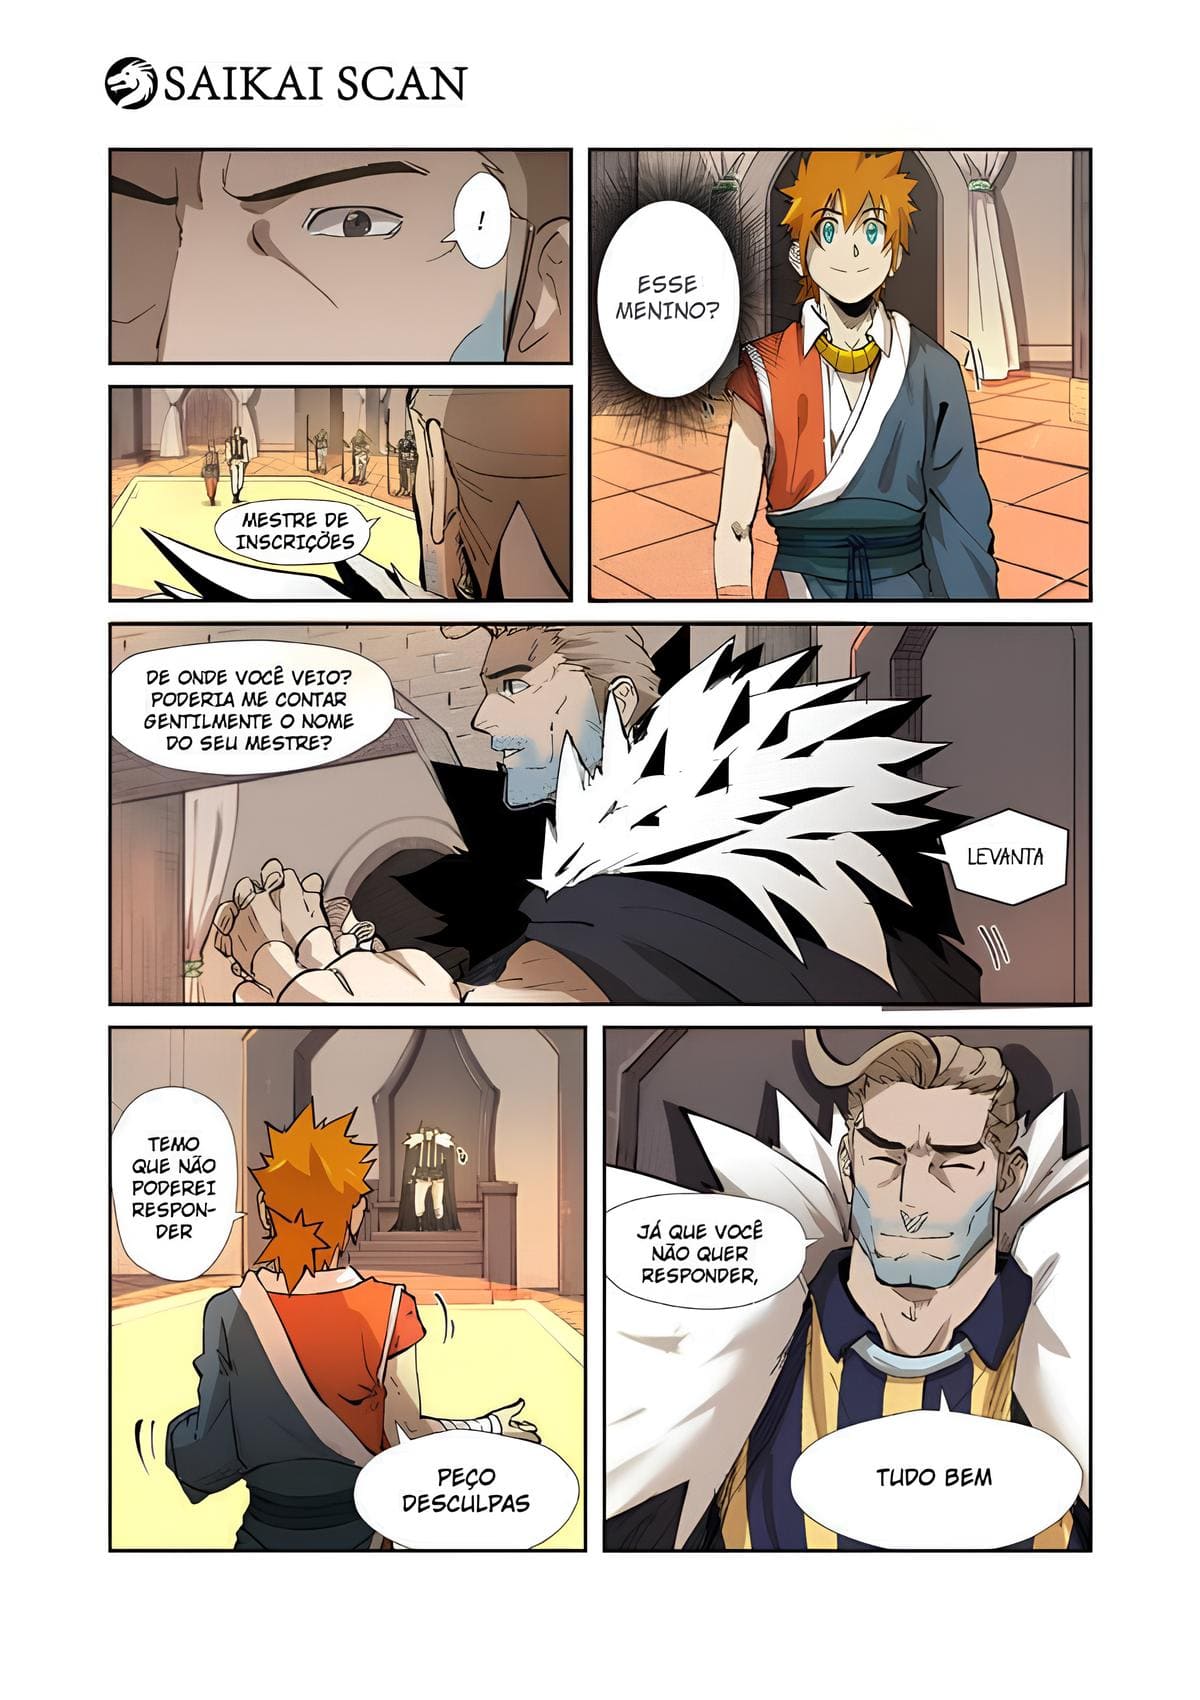 SAIKAI SCAN
!
ESSE
MENINO?
MESTRE DE
INSCRIÇÕES
DE ONDE VOCÊ VEIO?
PODERIA ME CONTAR
GENTILMENTE O NOME
DO SEU MESTRE?
LEVANTA
TEMO
QUE NÃO
PODEREI
RESPON-
DER
PEÇO
DESCULPAS
JÁ QUE VOCÊ
NÃO QUER
RESPONDER,
TUDO BEM